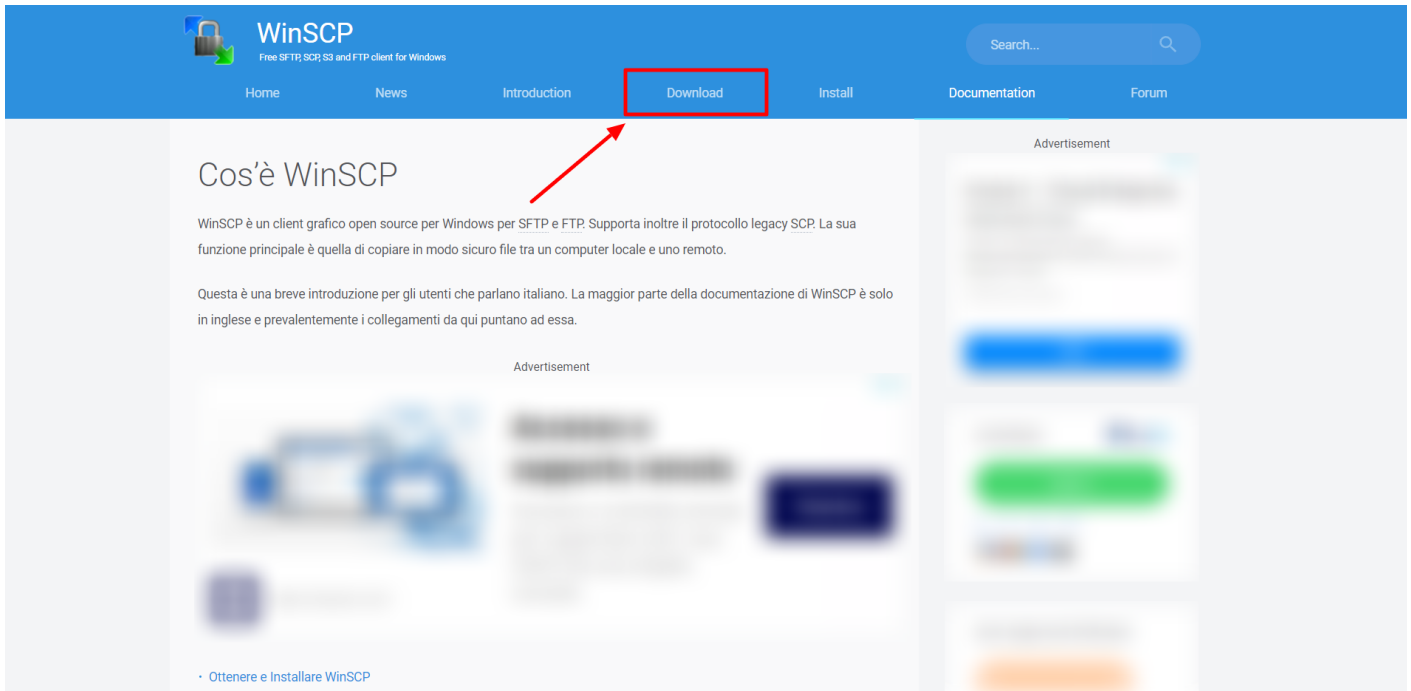 WinSCP
Free SFTP, SCP, S3 and FTP client for Windows
Search...
Home News Introduction Download Install Documentation Forum
Advertisement
Cos’è WinSCP
WinSCP è un client grafico open source per Windows per SFTP e FTP. Supporta inoltre il protocollo legacy SCP. La sua
funzione principale è quella di copiare in modo sicuro file tra un computer locale e uno remoto.
Questa è una breve introduzione per gli utenti che parlano italiano. La maggior parte della documentazione di WinSCP è solo
in inglese e prevalentemente i collegamenti da qui puntano ad essa.
Advertisement
· Ottenere e Installare WinSCP